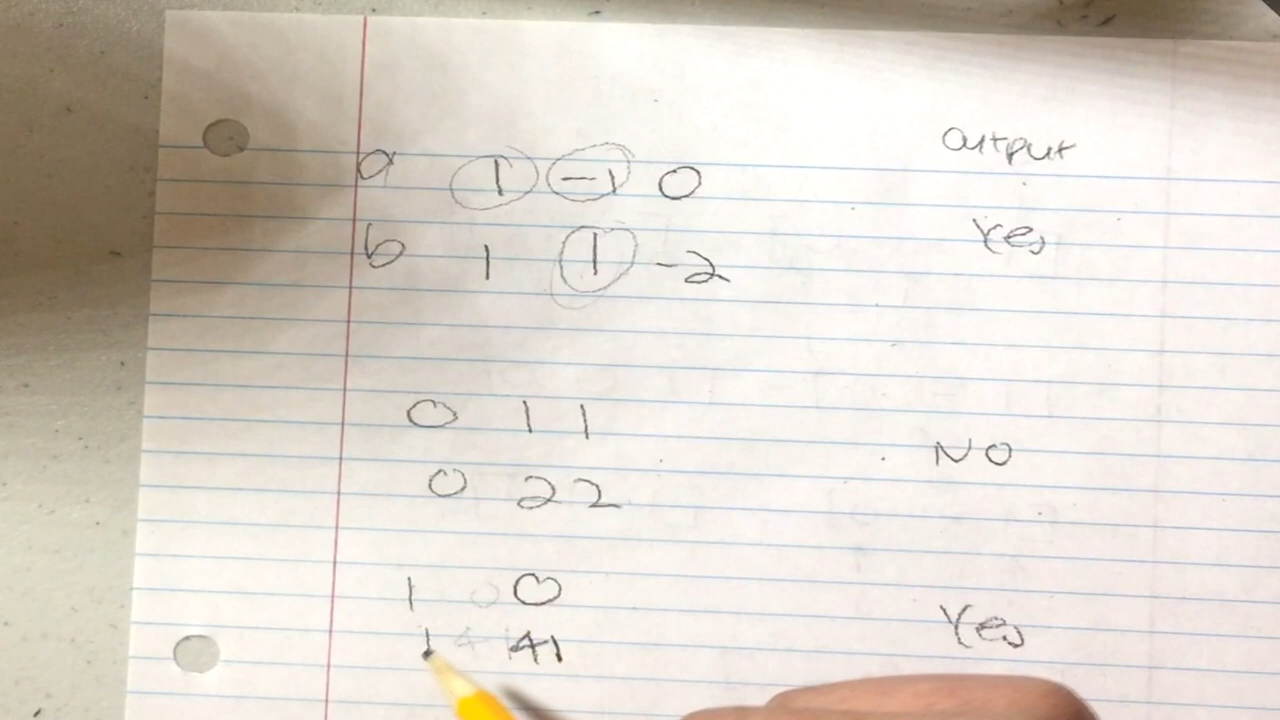 Output
a 1 -1 0
b 1 1 -2 Yes
0 1 1
0 2 2 NO
1 0
1 41 Yes